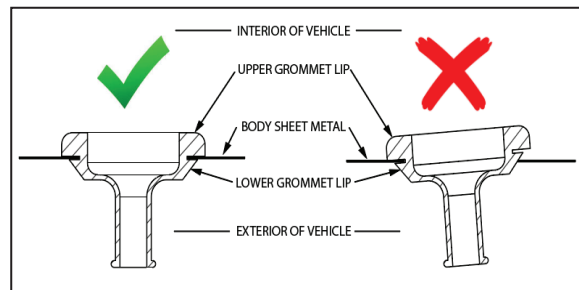 INTERIOR OF VEHICLE
UPPER GROMMET LIP
BODY SHEET METAL
LOWER GROMMET LIP
EXTERIOR OF VEHICLE